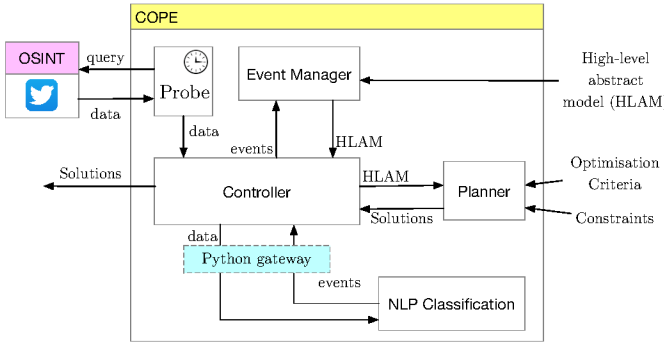 COPE
OSINT
query
data
Probe
Event Manager
High-level
abstract
model (HLAM
data
events
HLAM
Solutions
Controller
HLAM
Solutions
Planner
Optimisation
Criteria
Constraints
data
Python gateway
events
NLP Classification